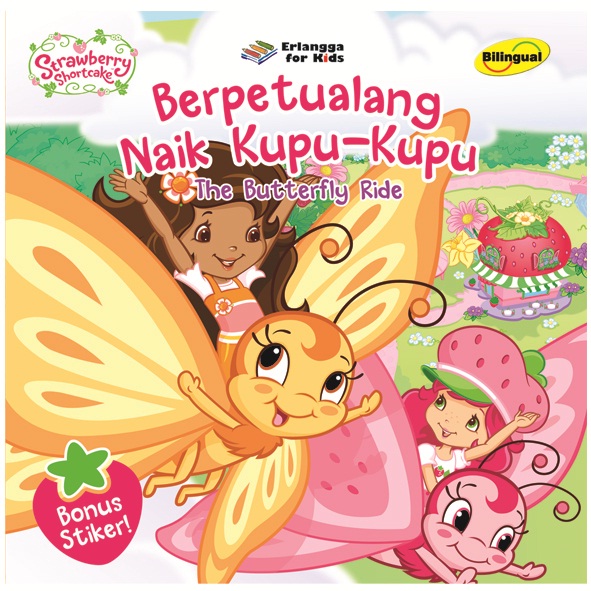 Strawberry
Shortcake
Erlangga
for Kids
Bilingual
Berpetualang
Naik Kupu-Kupu
The Butterfly Ride
Bonus
Stiker!